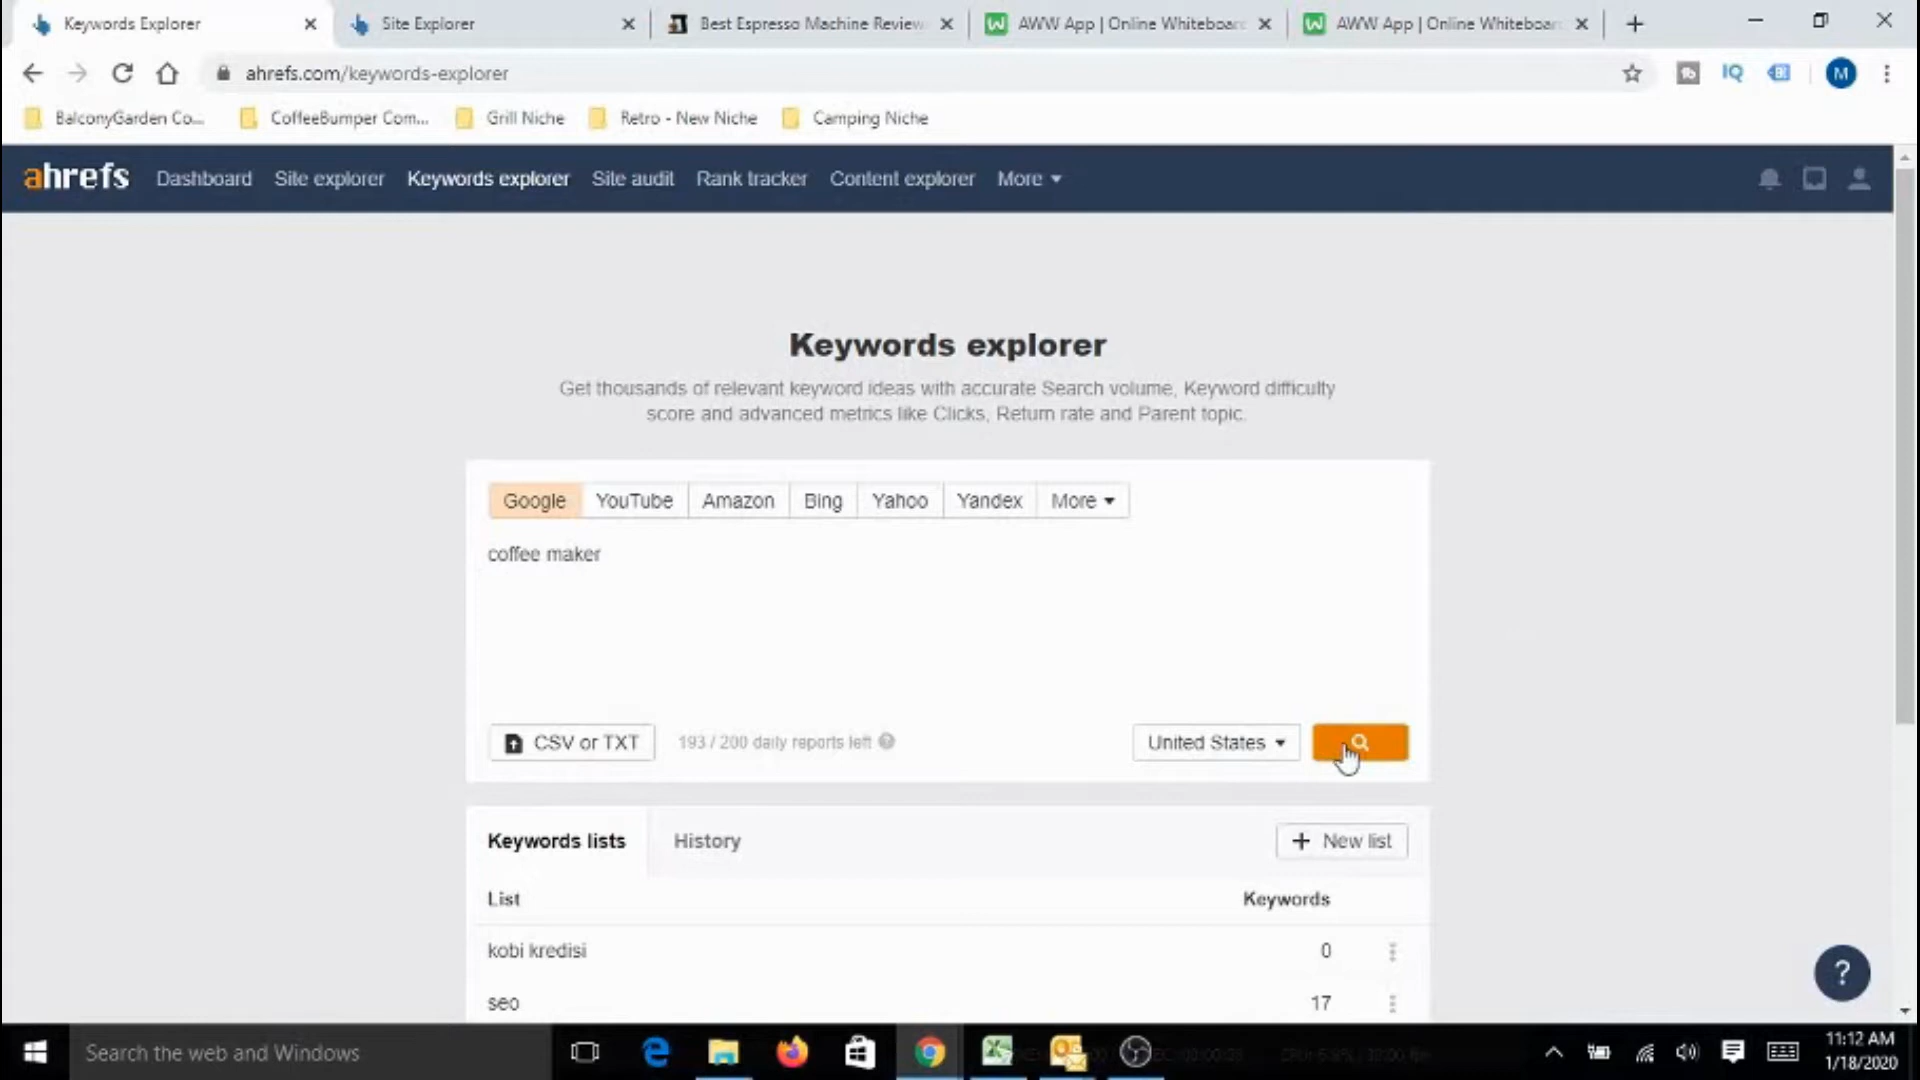 Keywords Explorer
Site Explorer
Best Espresso Machine Review
AWW App | Online Whiteboard
AWW App | Online Whiteboar
ahrefs.com/keywords-explorer
IQ
M
BalconyGarden Co...
CoffeeBumper Com...
Grill Niche
Retro - New Niche
Camping Niche
ahrefs
Dashboard
Site explorer
Keywords explorer
Site audit
Rank tracker
Content explorer
More
Keywords explorer
Get thousands of relevant keyword ideas with accurate Search volume, Keyword difficulty
score and advanced metrics like Clicks, Return rate and Parent topic.
Google
YouTube
Amazon
Bing
Yahoo
Yandex
More
coffee maker
CSV or TXT
193 / 200 daily reports left
United States
Keywords lists
History
+ New list
List
Keywords
kobi kredisi
0
seo
17
?
Search the web and Windows
11:12 AM
1/18/2020